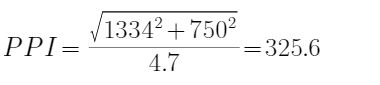 PPI = √(1334² + 750²) / 4.7 = 325.6